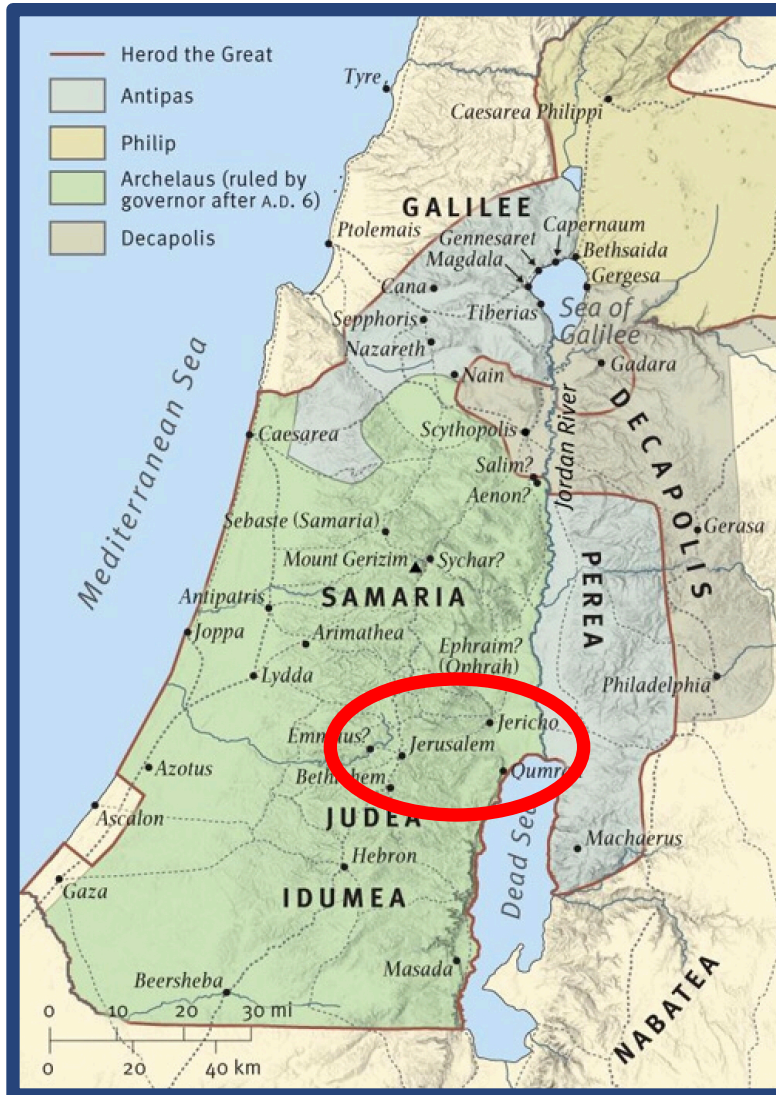 Herod the Great
Antipas
Philip
Archelaus (ruled by
governor after A.D. 6)
Decapolis
Tyre
Caesarea Philippi
GALILEE
Ptolemais
Capernaum
Gennesaret
Bethsaida
Magdala
Gergesa
Cana
Tiberias
Sea of
Galilee
Sepphoris
Nazareth
Gadara
Nain
Mediterranean Sea
DECAPOLIS
Caesarea
Scythopolis
Jordan River
Salim?
Aenon?
Sebaste (Samaria)
Gerasa
Mount Gerizim
Sychar?
PEREA
Antipatris
SAMARIA
Joppa
Arimathea
Ephraim?
(Ophrah)
Lydda
Philadelphia
Jericho
Emmaus?
Jerusalem
Azotus
Bethlehem
Qumran
Ascalon
JUDEA
Dead Sea
Machaerus
Hebron
Gaza
IDUMEA
Masada
NABATEA
Beersheba
0 10 20 30 mi
0 20 40 km